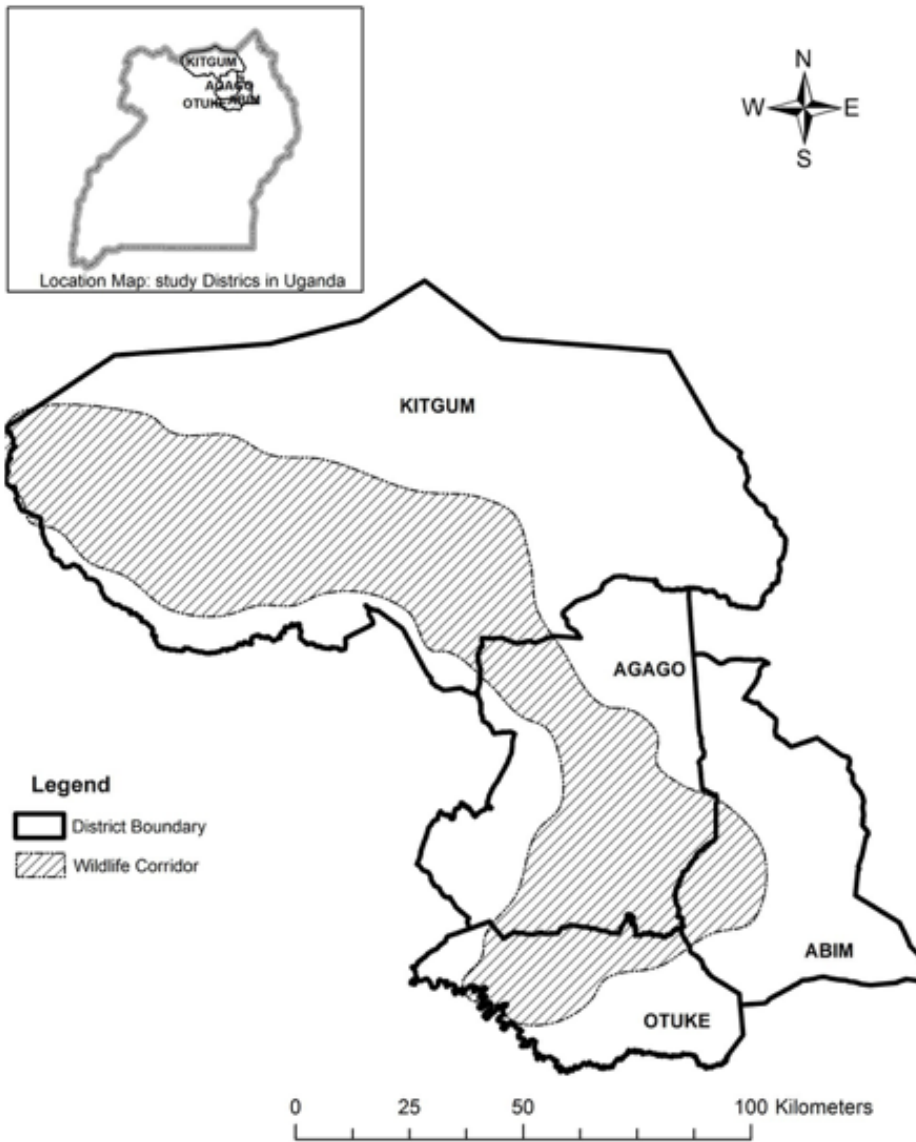 KITGUM
AGAGO
ABIM
OTUKE
Location Map: study Districs in Uganda
N
W E
S
KITGUM
AGAGO
Legend
District Boundary
Wildlife Corridor
ABIM
OTUKE
0 25 50 100 Kilometers